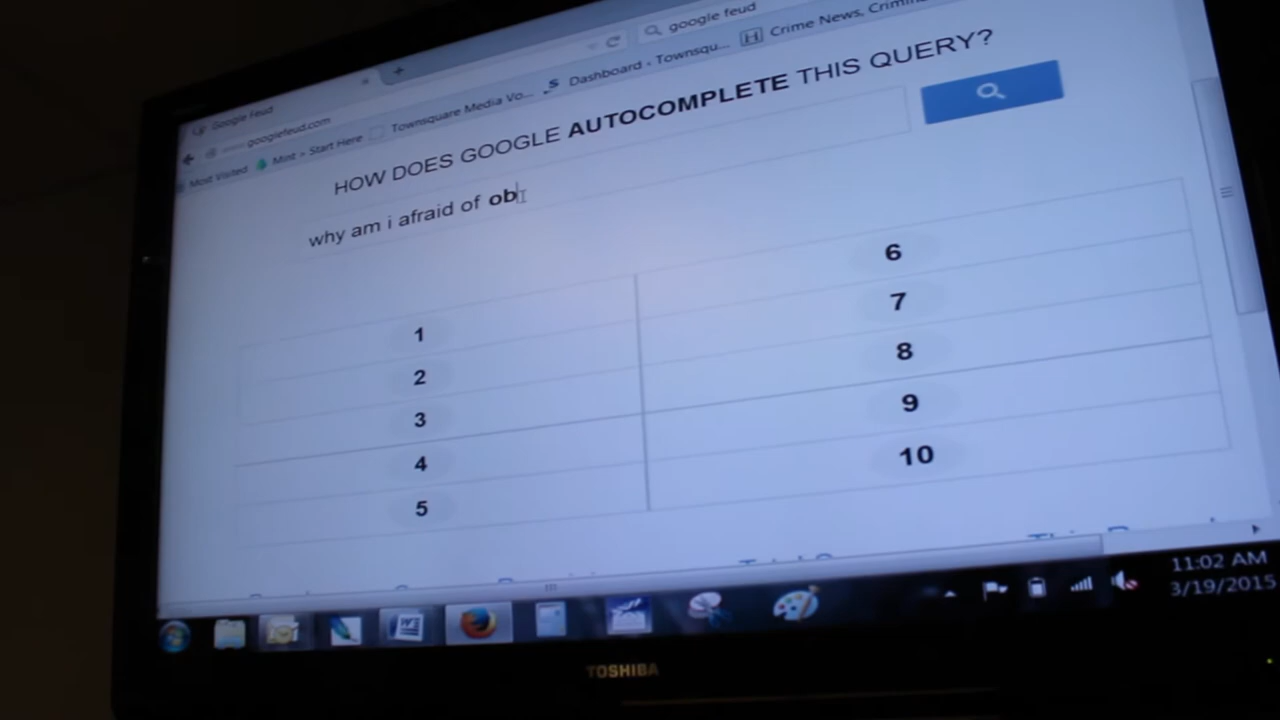 Google Feud
www.googlefeud.com
google feud
Most Visited
Mint > Start Here
Townsquare Media Vo...
Dashboard - Townsqu...
Crime News, Crimin
HOW DOES GOOGLE AUTOCOMPLETE THIS QUERY?
why am i afraid of ob
1
2
3
4
5
6
7
8
9
10
11:02 AM
3/19/2015
TOSHIBA